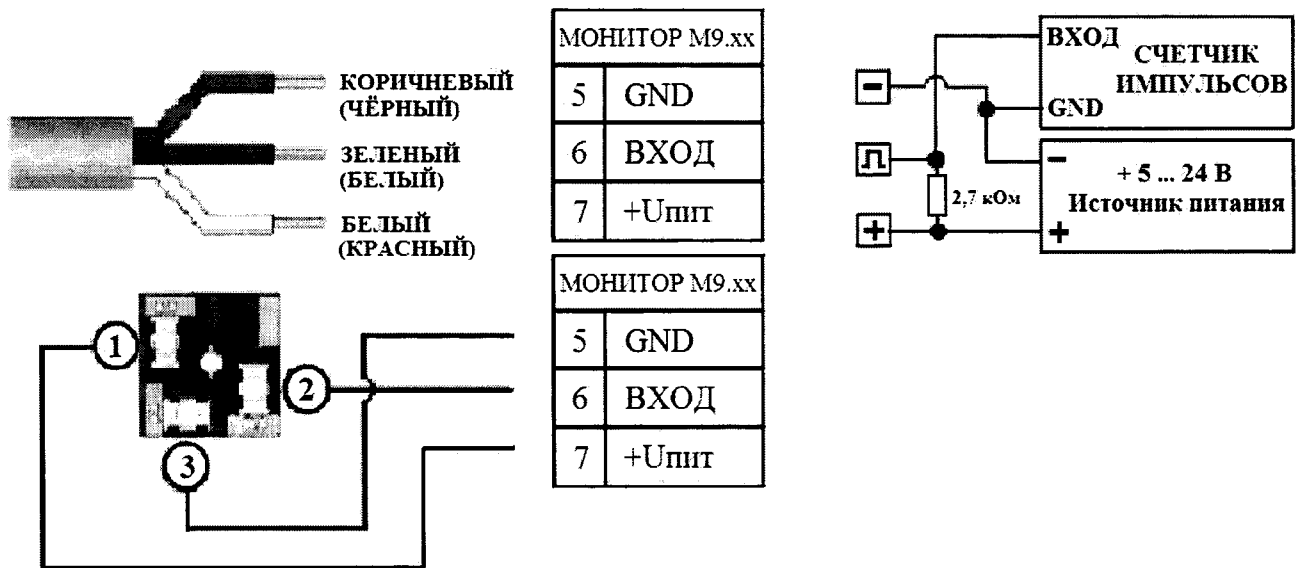 КОРИЧНЕВЫЙ
(ЧЁРНЫЙ)
ЗЕЛЕНЫЙ
(БЕЛЫЙ)
БЕЛЫЙ
(КРАСНЫЙ)
МОНИТОР М9.хх
5 GND
6 ВХОД
7 +Uпит
ВХОД
СЧЕТЧИК
ИМПУЛЬСОВ
GND
-
-
+ 5 ... 24 В
Источник питания
2,7 кОм
+
+
1
2
3
МОНИТОР М9.хх
5 GND
6 ВХОД
7 +Uпит